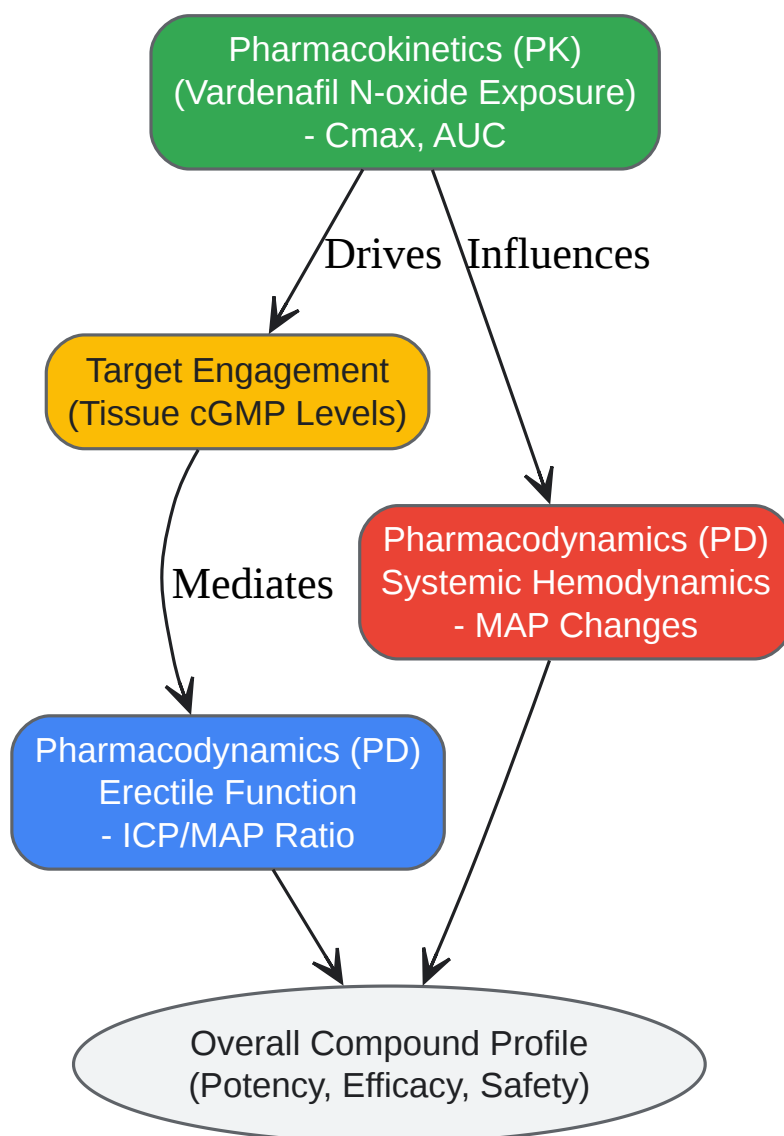 Pharmacokinetics (PK)
(Vardenafil N-oxide Exposure)
- Cmax, AUC
Drives
Influences
Target Engagement
(Tissue cGMP Levels)
Pharmacodynamics (PD)
Systemic Hemodynamics
- MAP Changes
Mediates
Pharmacodynamics (PD)
Erectile Function
- ICP/MAP Ratio
Overall Compound Profile
(Potency, Efficacy, Safety)